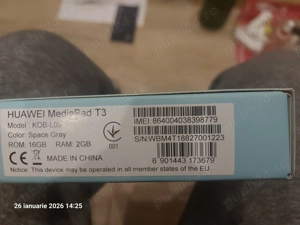 HUAWEI MediaPad T3
Model : KOB-L09
Color: Space Gray
ROM: 16GB RAM: 2GB
CE
MADE IN CHINA
001
IMEI:864004038398779
S/N:WBM4T18827001223
6 901443 173679
Notice: This device may be operated in all member states of the EU
26 ianuarie 2026 14:25